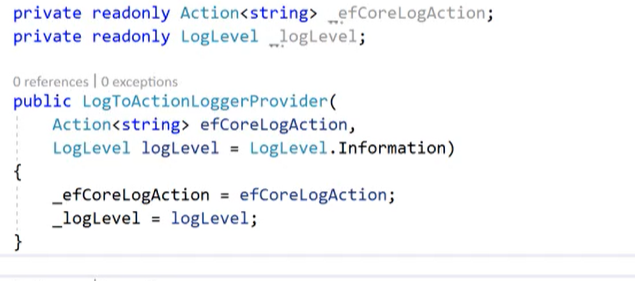 private readonly Action<string> _efCoreLogAction;
private readonly LogLevel _logLevel;
0 references | 0 exceptions
public LogToActionLoggerProvider(
Action<string> efCoreLogAction,
LogLevel logLevel = LogLevel.Information)
{
_efCoreLogAction = efCoreLogAction;
_logLevel = logLevel;
}